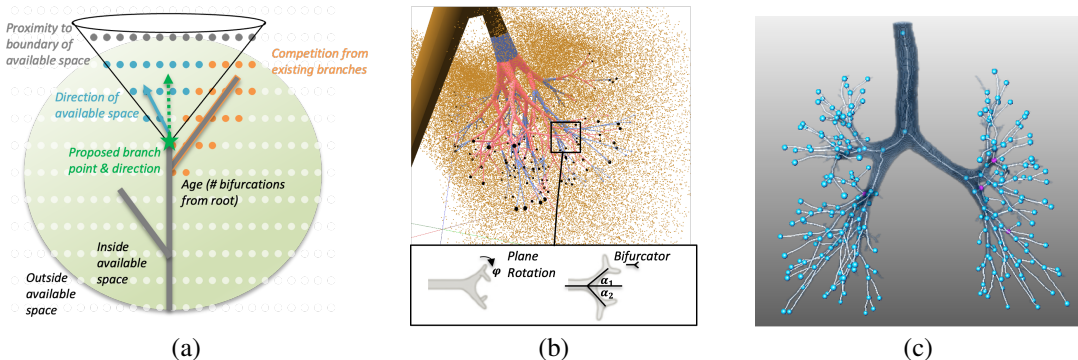 Proximity to
boundary of
available space
Competition from
existing branches
Direction of
available space
Proposed branch
point & direction
Age (# bifurcations
from root)
Inside
available
space
Outside
available
space
Plane
Rotation
φ
Bifurcator
α1
α2
(a)
(b)
(c)